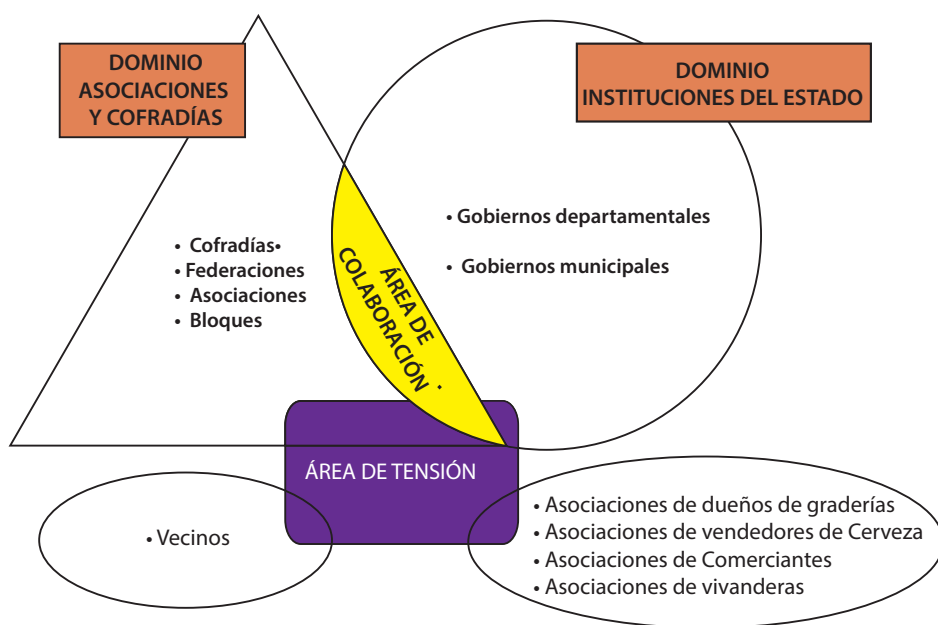 DOMINIO
ASOCIACIONES
Y COFRADÍAS
DOMINIO
INSTITUCIONES DEL ESTADO
• Cofradías•
• Federaciones
• Asociaciones
• Bloques
ÁREA DE
COLABORACIÓN
• Gobiernos departamentales
• Gobiernos municipales
ÁREA DE TENSIÓN
• Vecinos
• Asociaciones de dueños de graderías
• Asociaciones de vendedores de Cerveza
• Asociaciones de Comerciantes
• Asociaciones de vivanderas